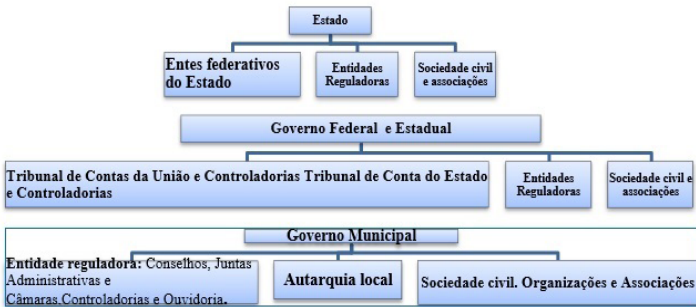 Estado
Entes federativos
do Estado
Entidades
Reguladoras
Sociedade civil
e associações
Governo Federal e Estadual
Tribunal de Contas da União e Controladorias Tribunal de Conta do Estado
e Controladorias
Entidades
Reguladoras
Sociedade civil e
associações
Governo Municipal
Entidade reguladora: Conselhos, Juntas
Administrativas e
Câmaras,Controladorias e Ouvidoria.
Autarquia local
Sociedade civil. Organizações e Associações